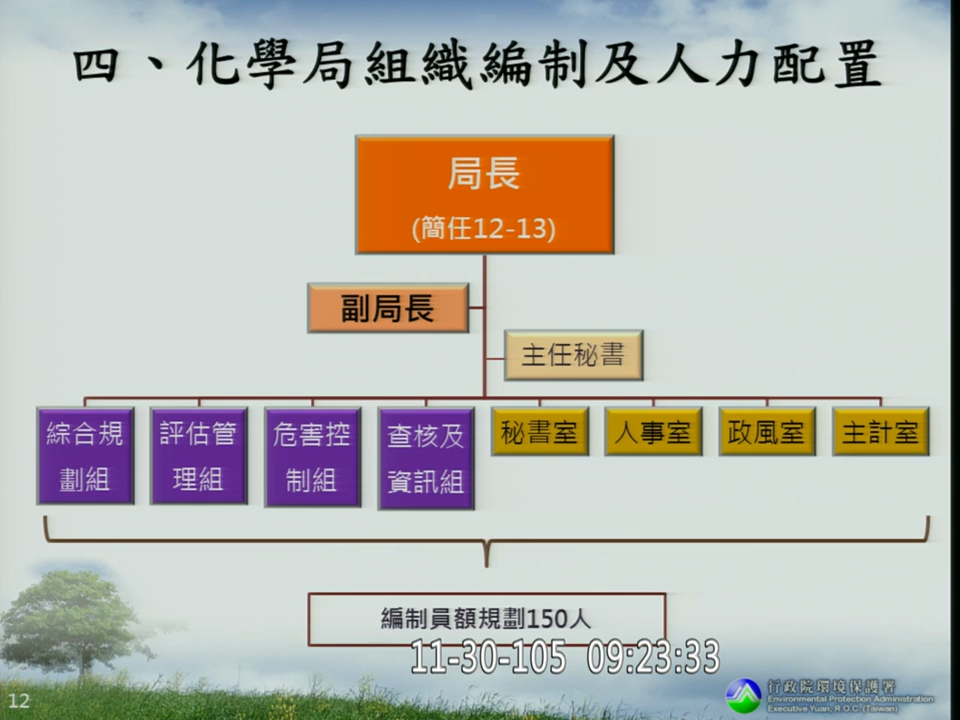 四、化學局組織編制及人力配置
局長
(簡任12-13)
副局長
主任秘書
綜合規
劃組
評估管
理組
危害控
制組
查核及
資訊組
秘書室
人事室
政風室
主計室
編制員額規劃150人
11-30-105 09:23:33
12
行政院環境保護署
Environmental Protection Administration
Executive Yuan, R.O.C. (Taiwan)